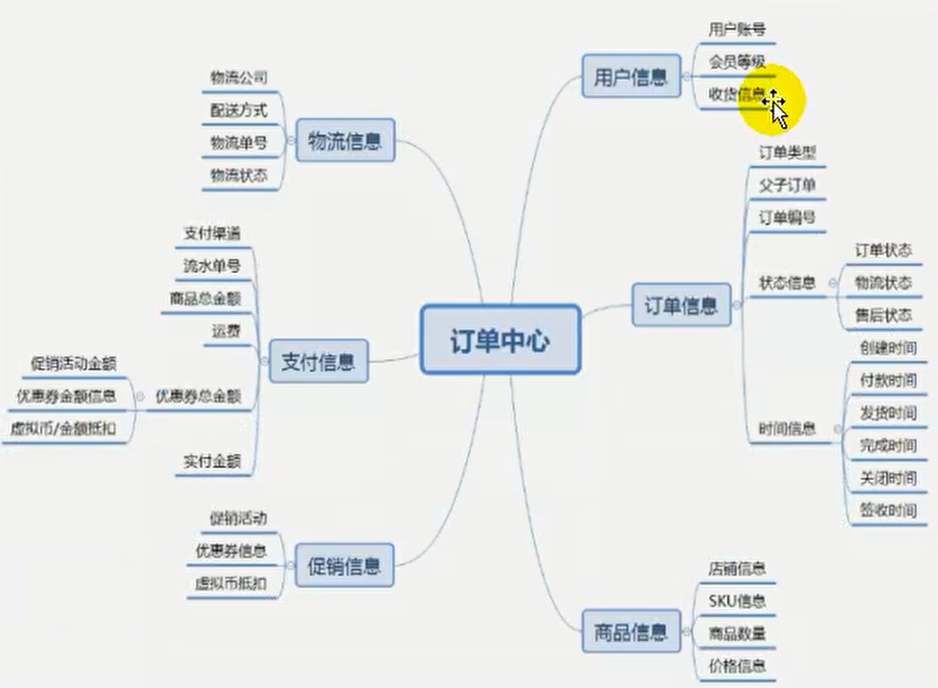 订单中心
用户信息
用户账号
会员等级
收货信息
订单信息
订单类型
父子订单
订单编号
状态信息
订单状态
物流状态
售后状态
时间信息
创建时间
付款时间
发货时间
完成时间
关闭时间
签收时间
商品信息
店铺信息
SKU信息
商品数量
价格信息
物流信息
物流公司
配送方式
物流单号
物流状态
支付信息
支付渠道
流水单号
商品总金额
运费
优惠券总金额
促销活动金额
优惠券金额信息
虚拟币/金额抵扣
实付金额
促销信息
促销活动
优惠券信息
虚拟币抵扣